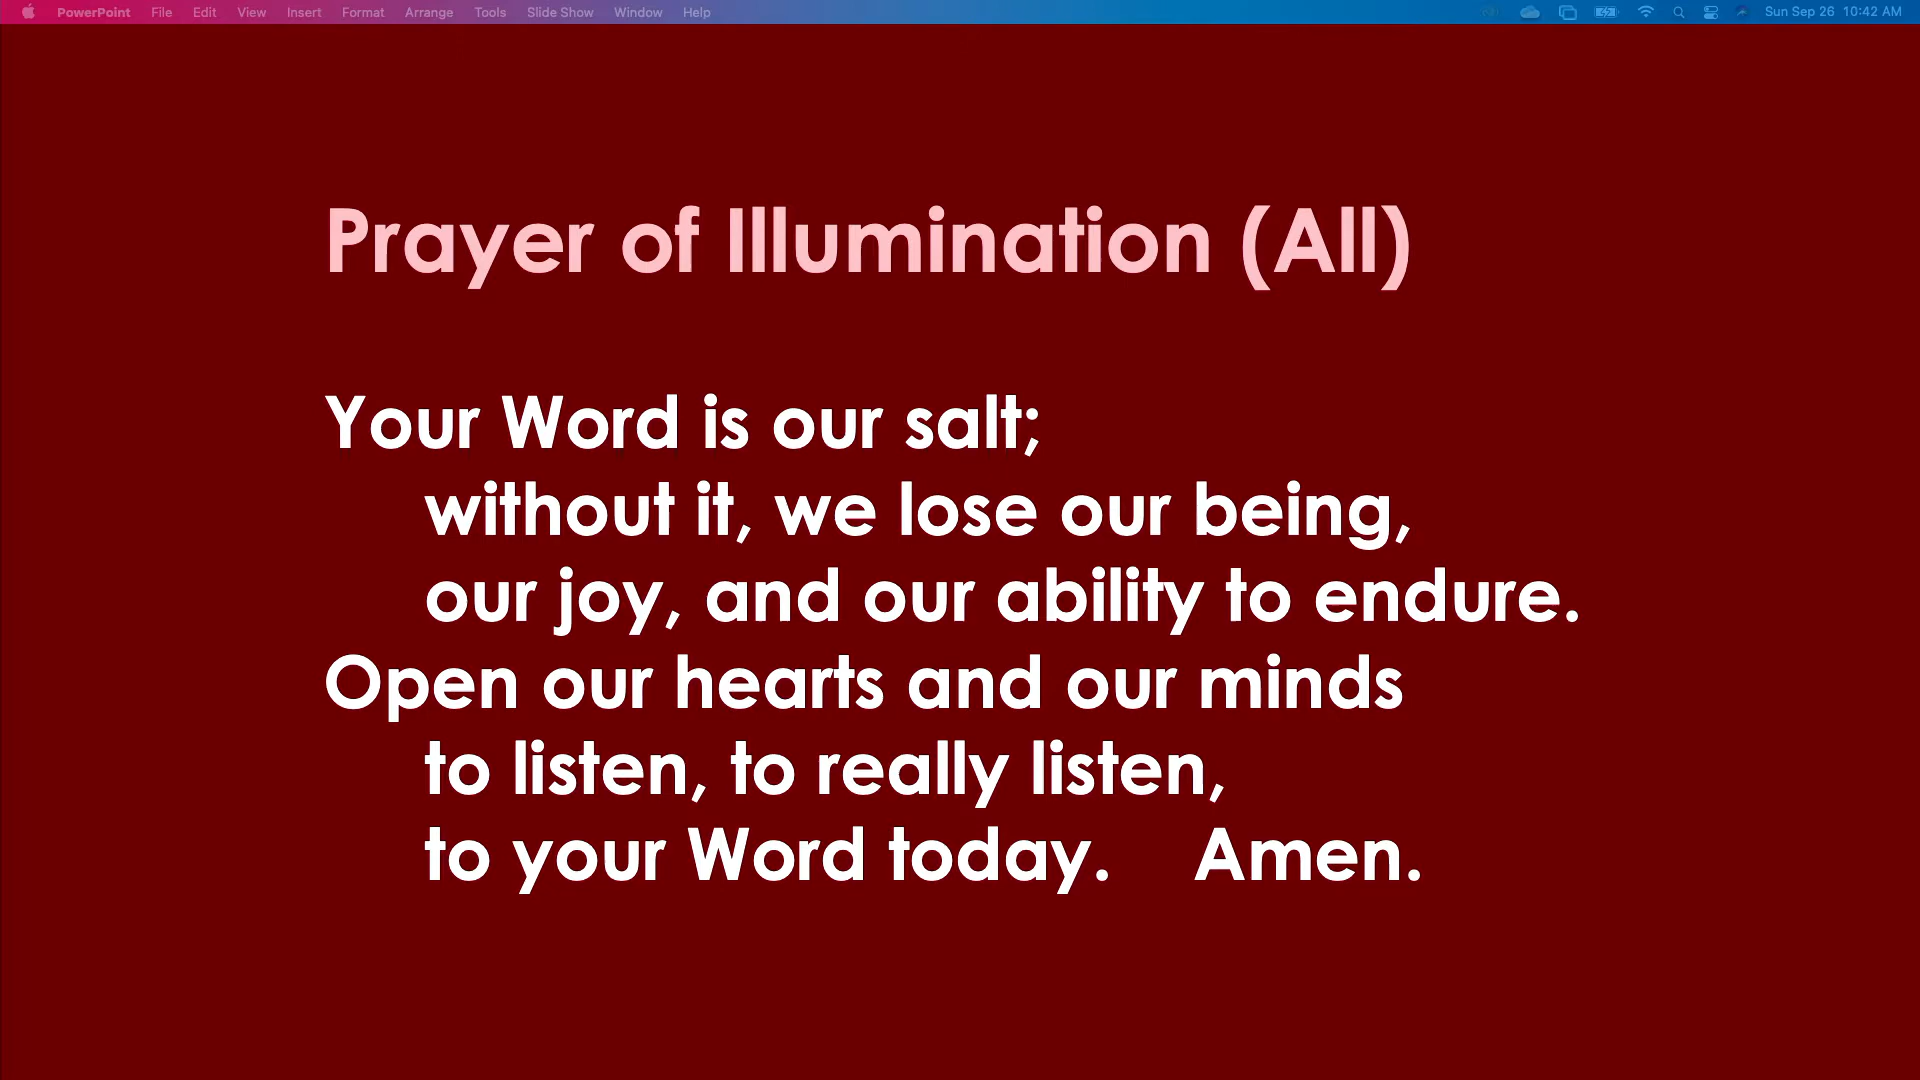 PowerPoint File Edit View Insert Format Arrange Tools Slide Show Window Help Sun Sep 26 10:42 AM
Prayer of Illumination (All)
Your Word is our salt;
without it, we lose our being,
our joy, and our ability to endure.
Open our hearts and our minds
to listen, to really listen,
to your Word today. Amen.